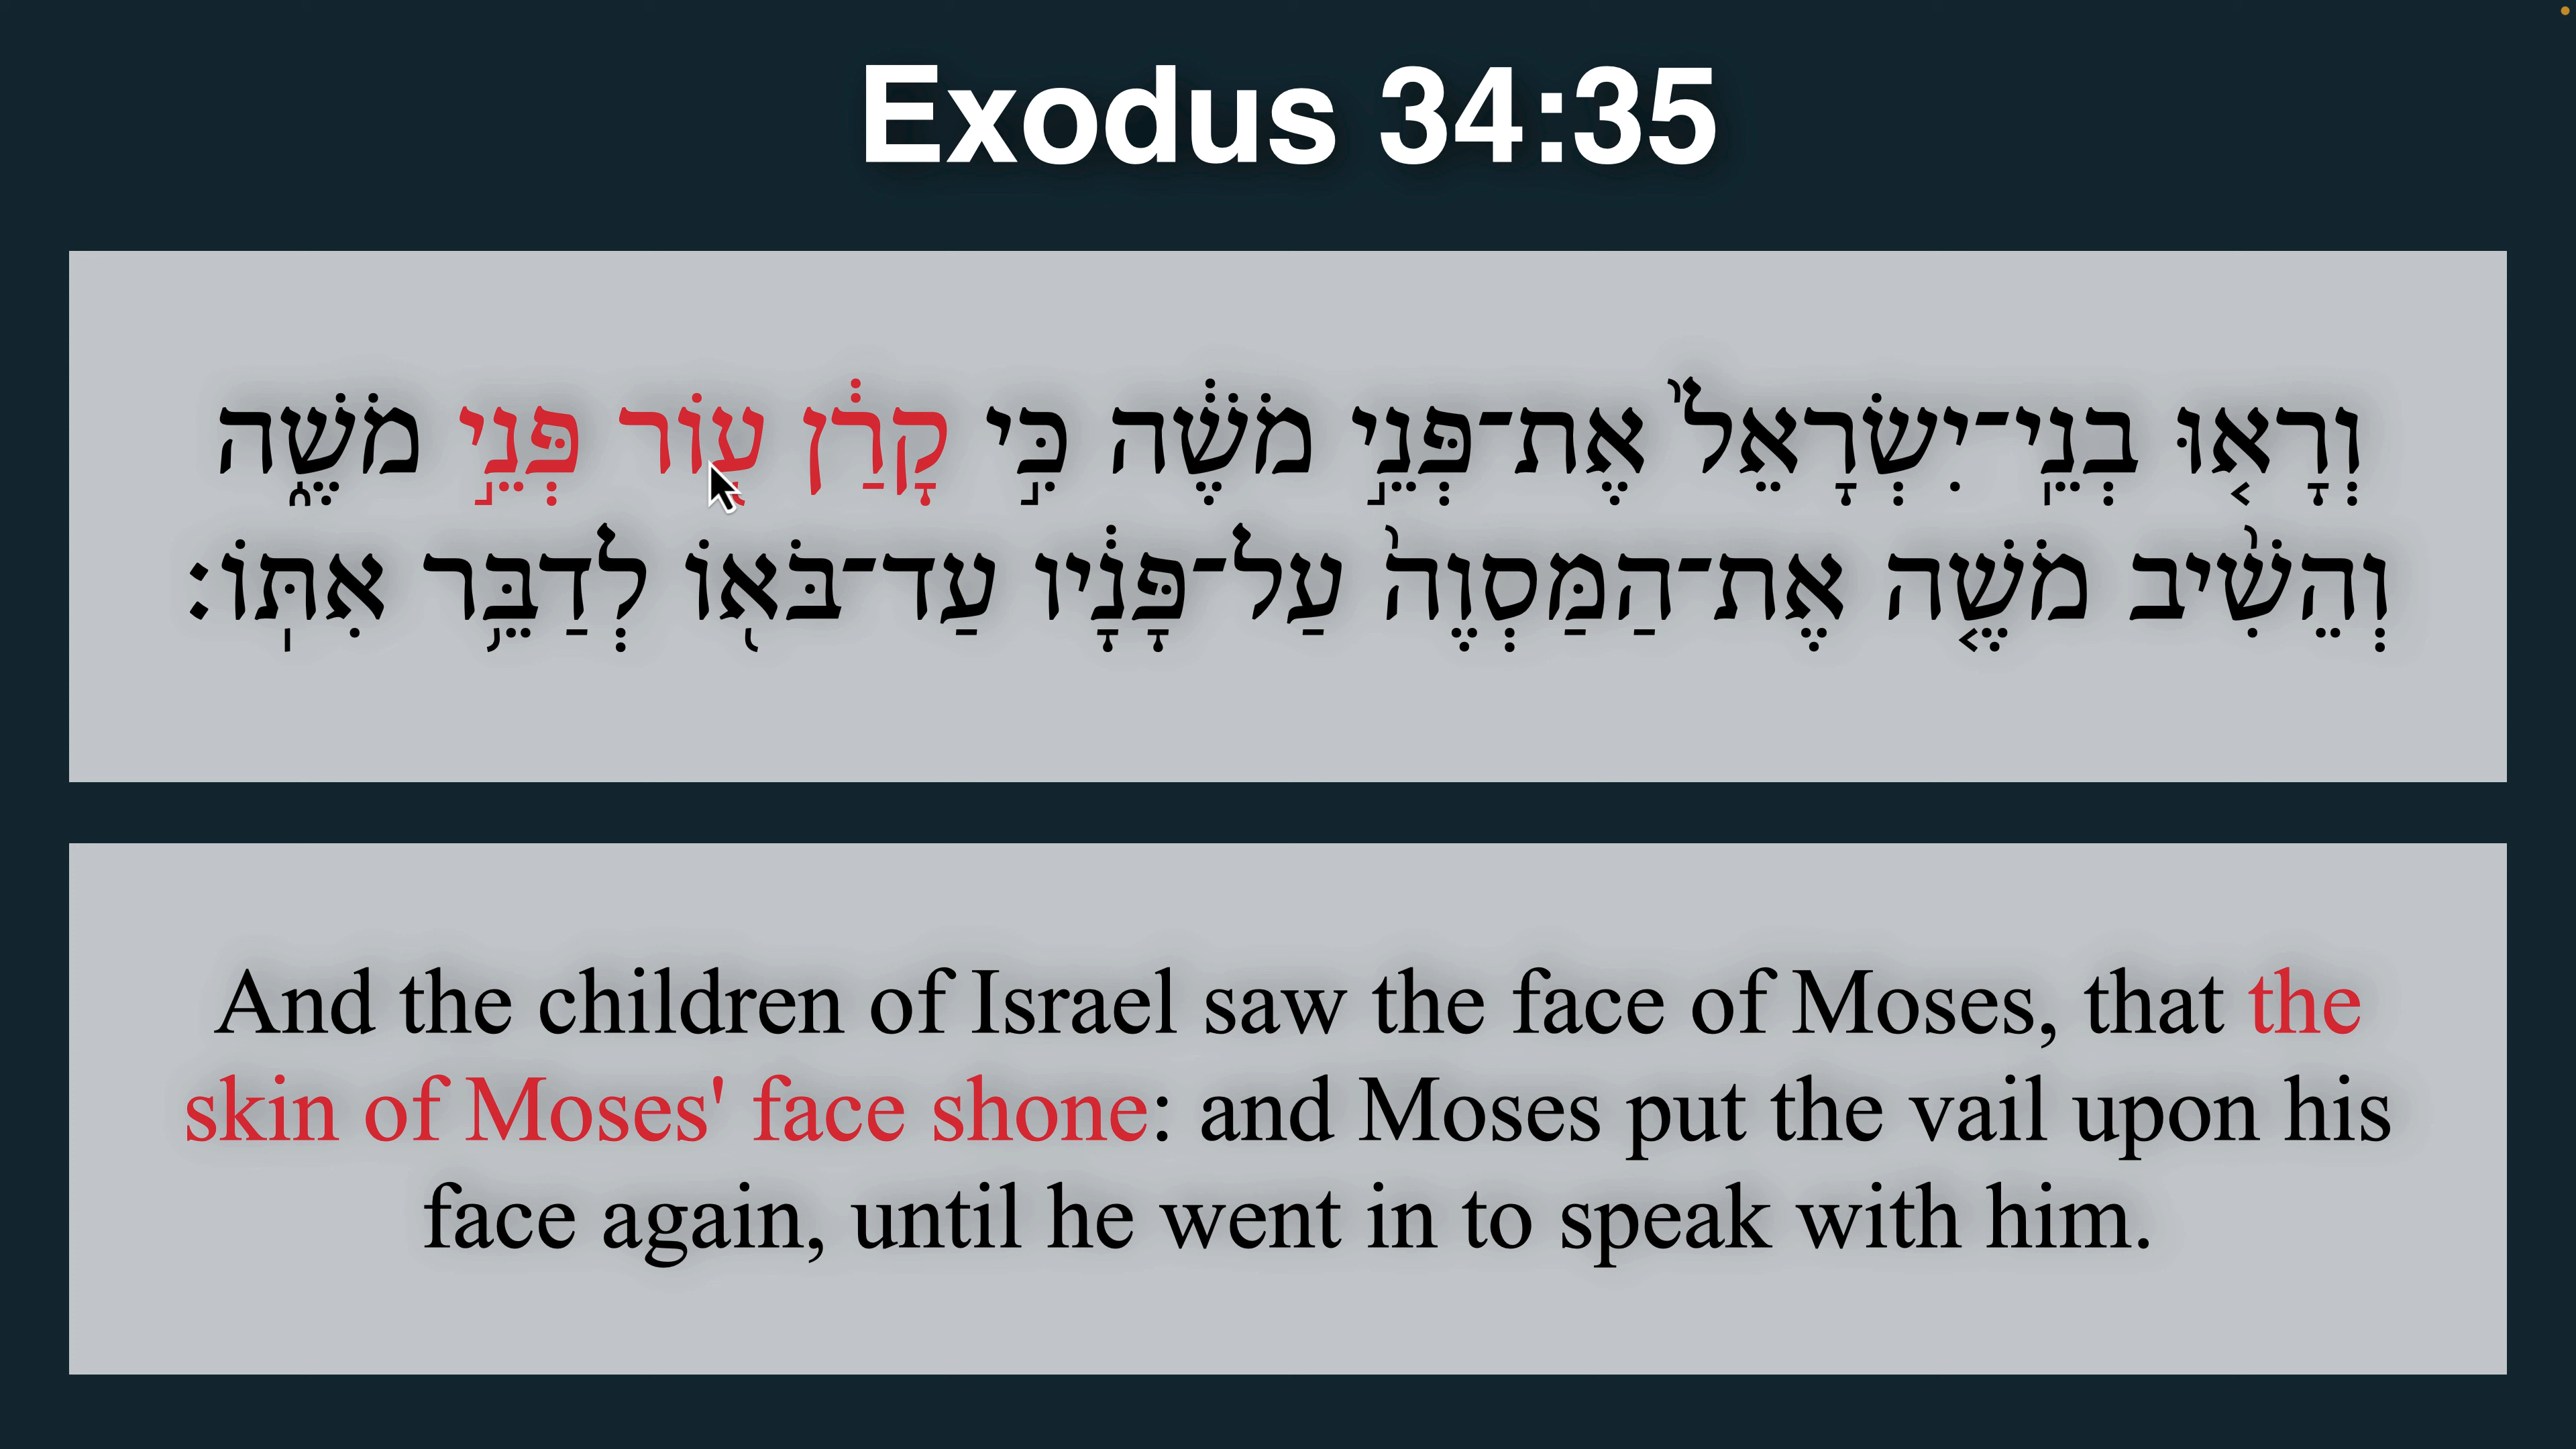 Exodus 34:35
וְרָא֤וּ בְנֵֽי־יִשְׂרָאֵל֙ אֶת־פְּנֵ֣י מֹשֶׁ֔ה כִּ֣י קָרַ֔ן ע֖וֹר פְּנֵ֣י מֹשֶׁ֑ה
וְהֵשִׁ֨יב מֹשֶׁ֤ה אֶת־הַמַּסְוֶה֙ עַל־פָּנָ֔יו עַד־בֹּא֖וֹ לְדַבֵּ֥ר אִתּֽוֹ׃
And the children of Israel saw the face of Moses, that the
skin of Moses' face shone: and Moses put the vail upon his
face again, until he went in to speak with him.